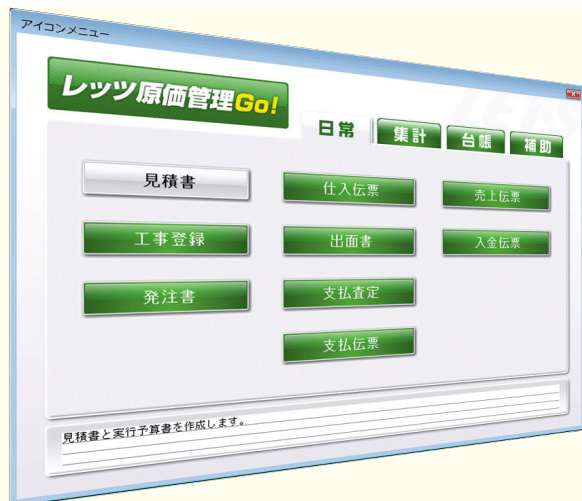 アイコンメニュー
レッツ原価管理Go!
日常 集計 台帳 補助
見積書 仕入伝票 売上伝票
工事登録 出面書 入金伝票
発注書 支払査定
支払伝票
見積書と実行予算書を作成します。
LETS